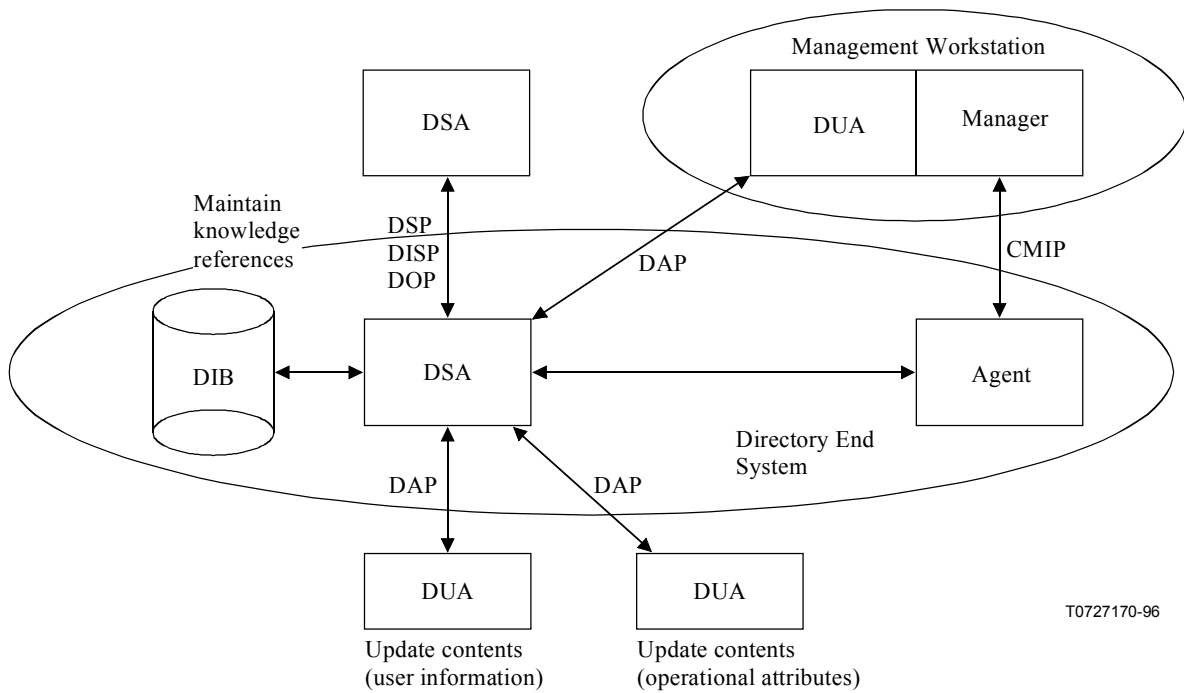 Management Workstation
DSA
DUA
Manager
Maintain
knowledge
references
DSP
DISP
DOP
DAP
CMIP
DIB
DSA
Agent
Directory End
System
DAP
DAP
DUA
DUA
T0727170-96
Update contents
(user information)
Update contents
(operational attributes)